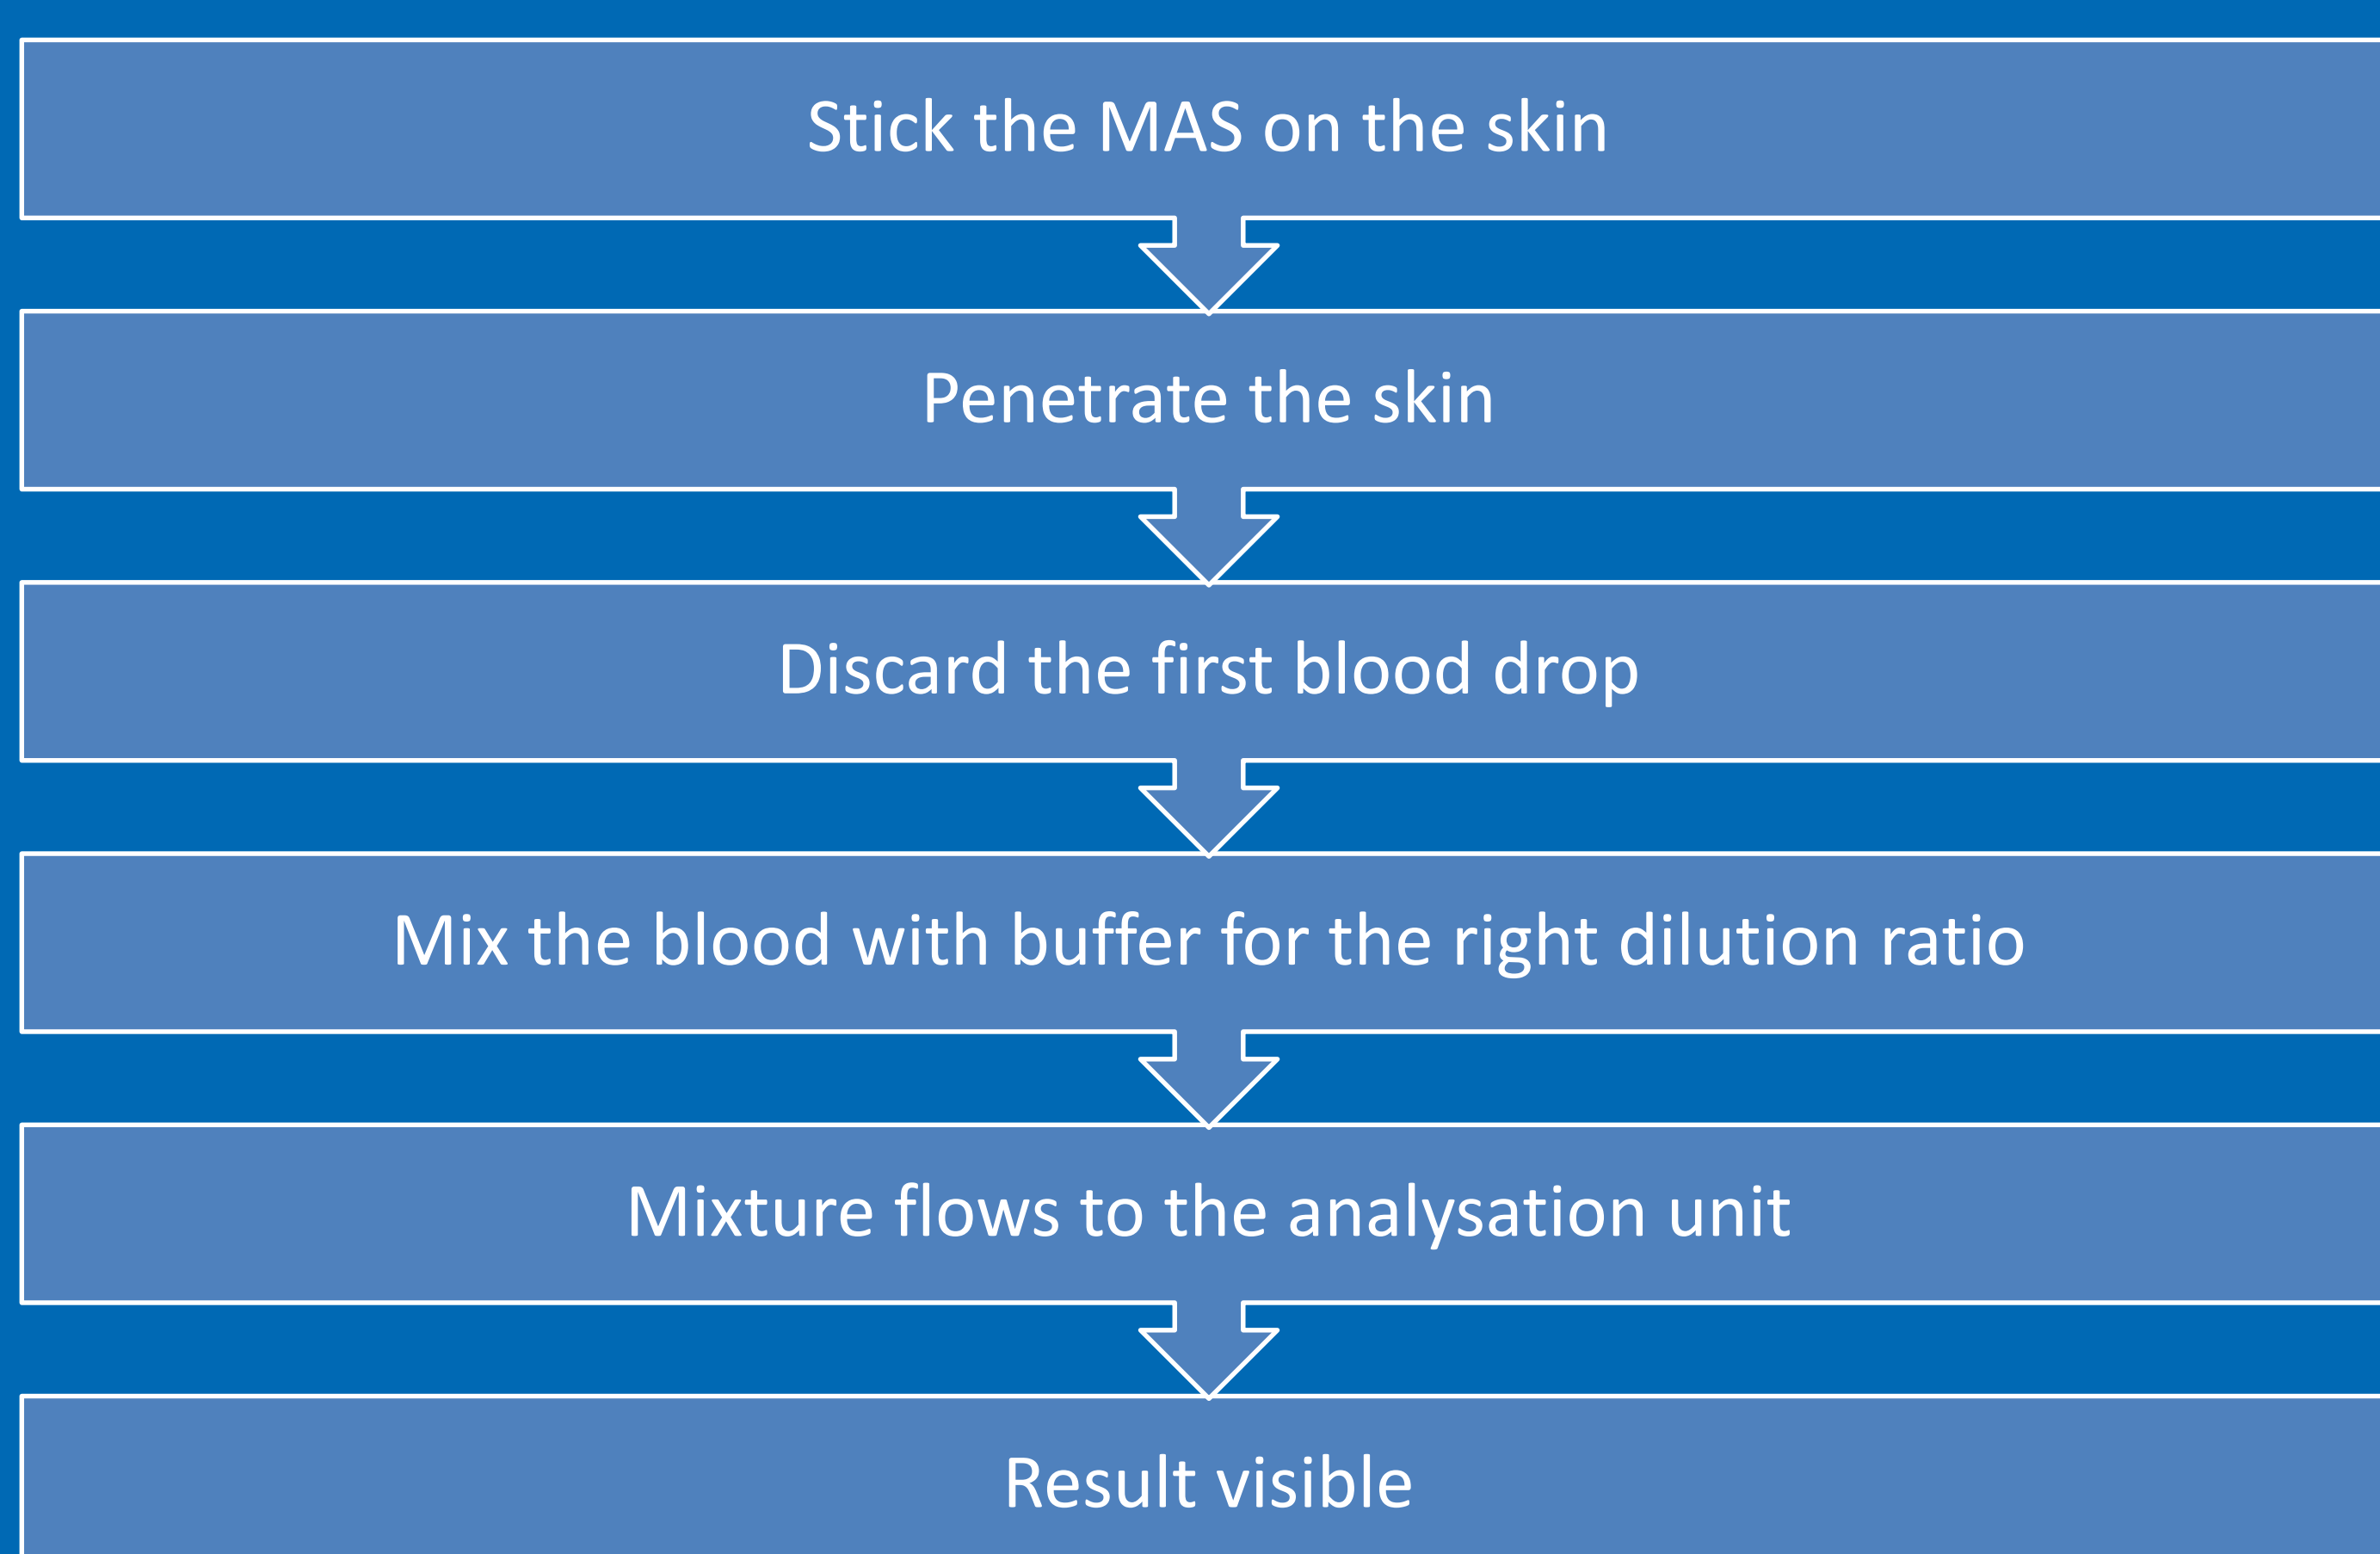 Stick the MAS on the skin
Penetrate the skin
Discard the first blood drop
Mix the blood with buffer for the right dilution ratio
Mixture flows to the analysation unit
Result visible